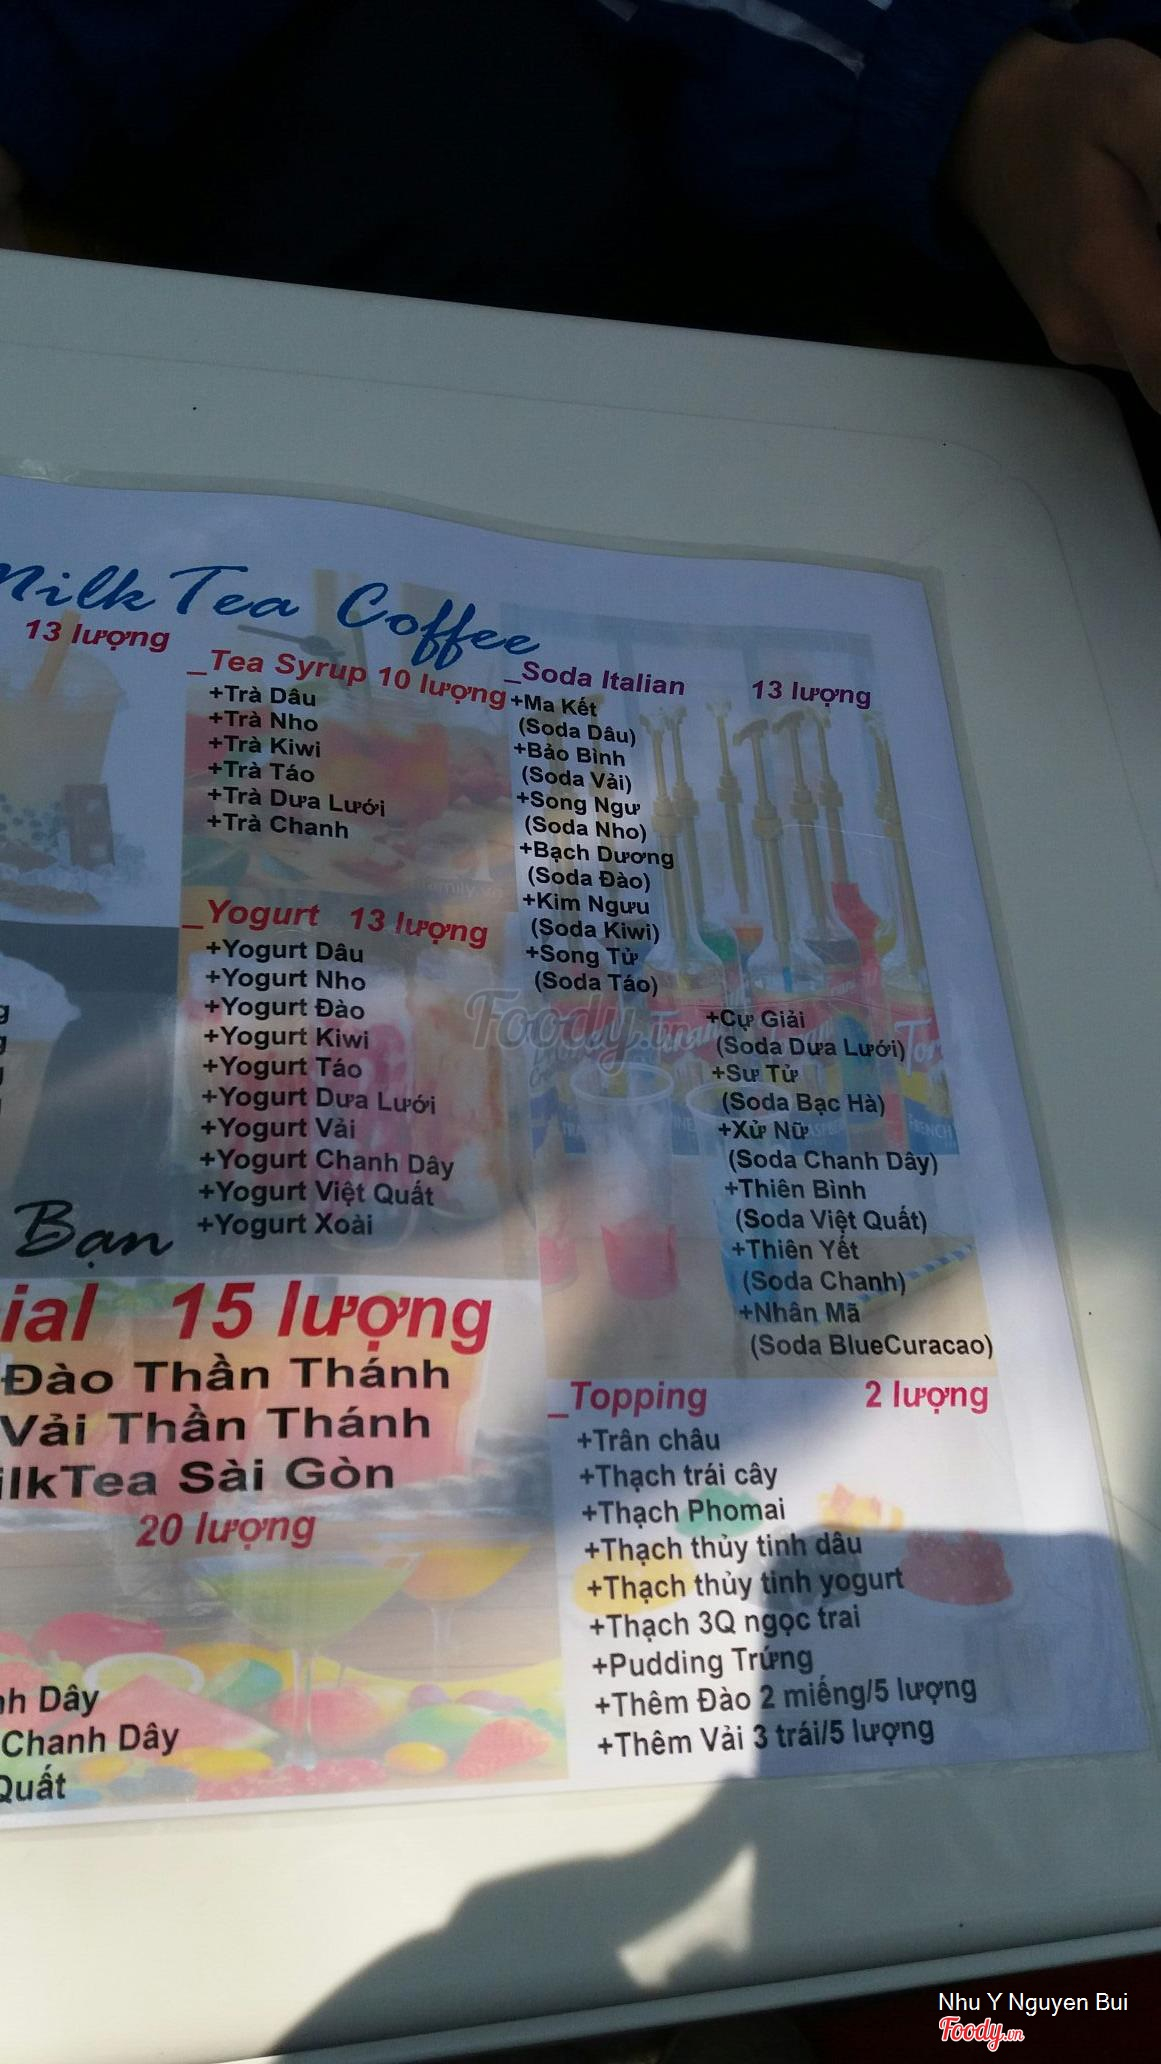 MilkTea Coffee
13 lượng
_Tea Syrup 10 lượng
+Trà Dâu
+Trà Nho
+Trà Kiwi
+Trà Táo
+Trà Dưa Lưới
+Trà Chanh
_Yogurt 13 lượng
+Yogurt Dâu
+Yogurt Nho
+Yogurt Đào
+Yogurt Kiwi
+Yogurt Táo
+Yogurt Dưa Lưới
+Yogurt Vải
+Yogurt Chanh Dây
+Yogurt Việt Quất
+Yogurt Xoài
_Soda Italian 13 lượng
+Ma Kết
(Soda Dâu)
+Bảo Bình
(Soda Vải)
+Song Ngư
(Soda Nho)
+Bạch Dương
(Soda Đào)
+Kim Ngưu
(Soda Kiwi)
+Song Tử
(Soda Táo)
+Cự Giải
(Soda Dưa Lưới)
+Sư Tử
(Soda Bạc Hà)
+Xử Nữ
(Soda Chanh Dây)
+Thiên Bình
(Soda Việt Quất)
+Thiên Yết
(Soda Chanh)
+Nhân Mã
(Soda BlueCuracao)
Bạn
ial 15 lượng
Đào Thần Thánh
Vải Thần Thánh
ilkTea Sài Gòn
20 lượng
nh Dây
Chanh Dây
Quất
_Topping 2 lượng
+Trân châu
+Thạch trái cây
+Thạch Phomai
+Thạch thủy tinh dâu
+Thạch thủy tinh yogurt
+Thạch 3Q ngọc trai
+Pudding Trứng
+Thêm Đào 2 miếng/5 lượng
+Thêm Vải 3 trái/5 lượng
Foody.vn
Nhu Y Nguyen Bui
Foody.vn